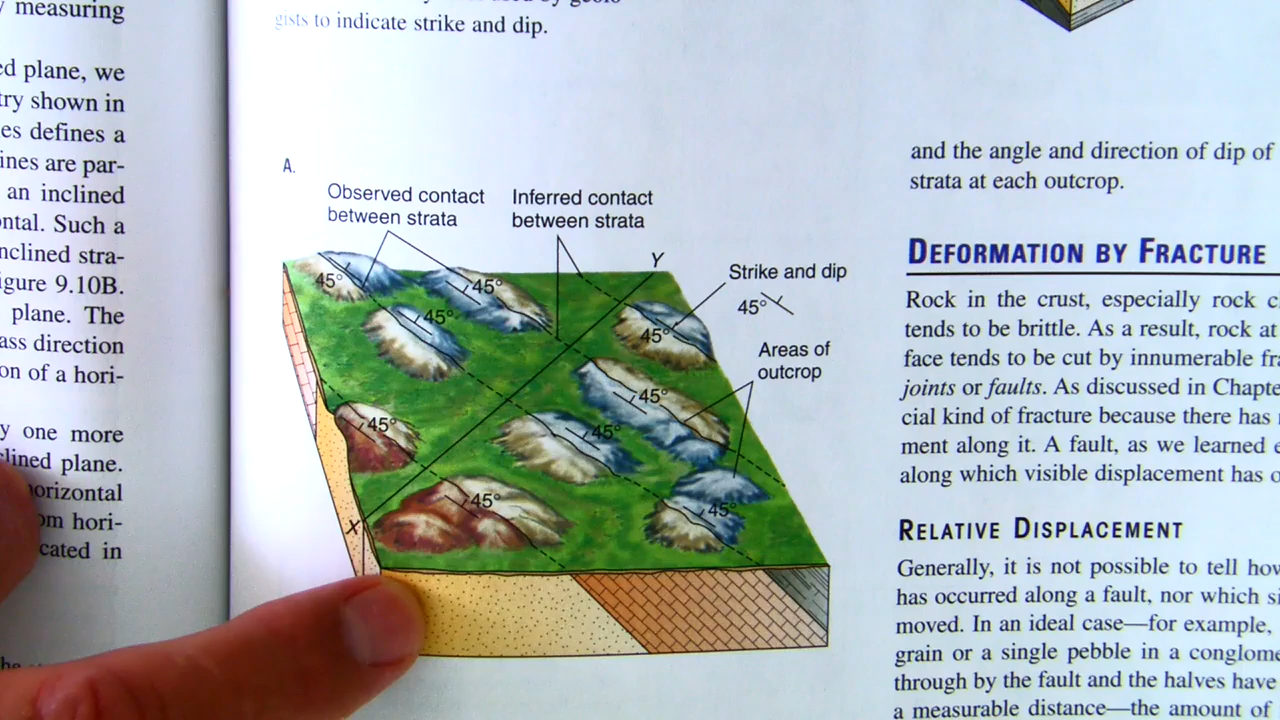 measuring
ed plane, we
try shown in
es defines a
ines are par-
an inclined
ontal. Such a
nclined stra-
igure 9.10B.
plane. The
ass direction
on of a hori-
y one more
clined plane.
horizontal
om hori-
cated in
gists to indicate strike and dip.
A.
Observed contact
between strata
Inferred contact
between strata
Y
Strike and dip
45°
Areas of
outcrop
45°
45°
45°
45°
45°
45°
45°
45°
45°
X
and the angle and direction of dip of
strata at each outcrop.
DEFORMATION BY FRACTURE
Rock in the crust, especially rock c
tends to be brittle. As a result, rock at
face tends to be cut by innumerable fra
joints or faults. As discussed in Chapte
cial kind of fracture because there has
ment along it. A fault, as we learned e
along which visible displacement has o
RELATIVE DISPLACEMENT
Generally, it is not possible to tell how
has occurred along a fault, nor which si
moved. In an ideal case—for example,
grain or a single pebble in a conglome
through by the fault and the halves have
a measurable distance—the amount of